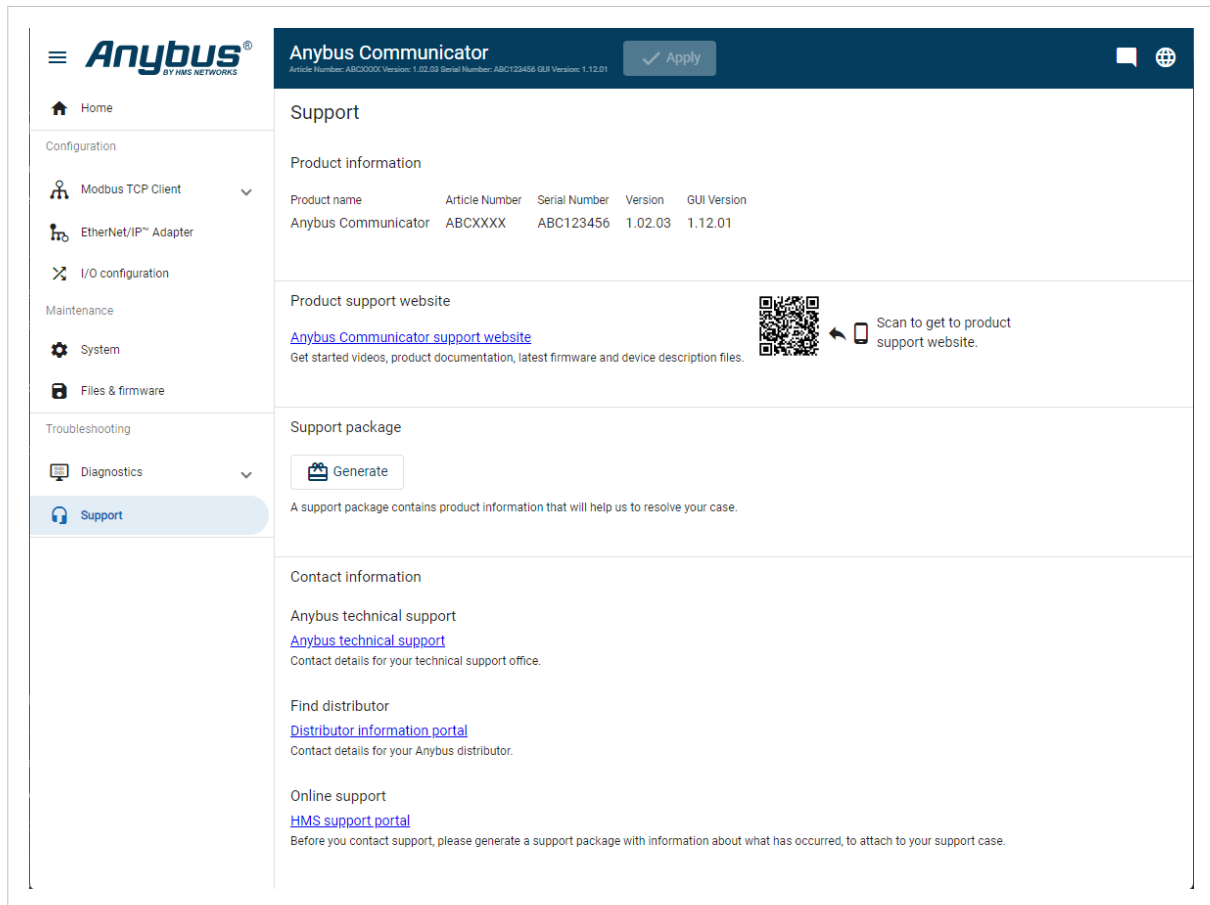 Anybus®
BY HMS NETWORKS
Anybus Communicator
Article Number: ABCXXXX Version: 1.02.03 Serial Number: ABC123456 GUI Version: 1.12.01
Apply
Home
Configuration
Modbus TCP Client
EtherNet/IP™ Adapter
I/O configuration
Maintenance
System
Files & firmware
Troubleshooting
Diagnostics
Support
Support
Product information
Product name Article Number Serial Number Version GUI Version
Anybus Communicator ABCXXXX ABC123456 1.02.03 1.12.01
Product support website
Anybus Communicator support website
Get started videos, product documentation, latest firmware and device description files.
Scan to get to product
support website.
Support package
Generate
A support package contains product information that will help us to resolve your case.
Contact information
Anybus technical support
Anybus technical support
Contact details for your technical support office.
Find distributor
Distributor information portal
Contact details for your Anybus distributor.
Online support
HMS support portal
Before you contact support, please generate a support package with information about what has occurred, to attach to your support case.